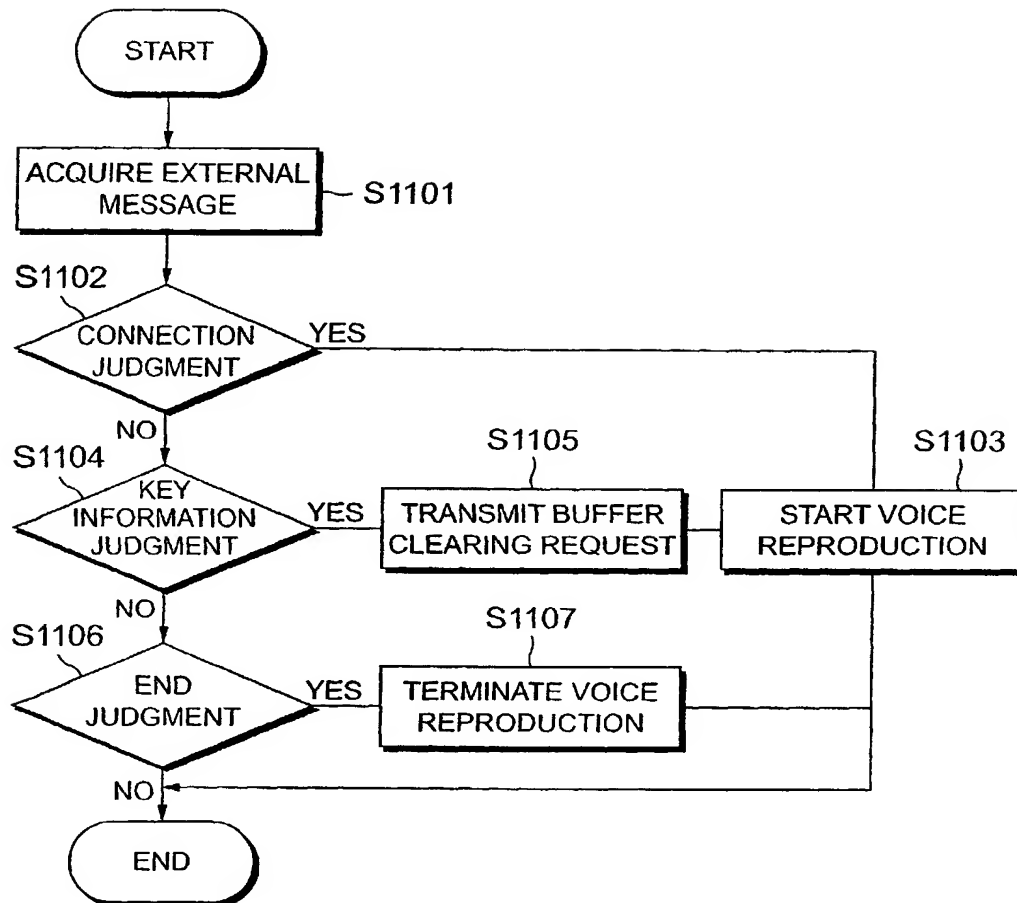 START
ACQUIRE EXTERNAL
MESSAGE
S1101
S1102
CONNECTION
JUDGMENT
YES
NO
S1104
KEY
INFORMATION
JUDGMENT
YES
S1105
TRANSMIT BUFFER
CLEARING REQUEST
S1103
START VOICE
REPRODUCTION
NO
S1106
END
JUDGMENT
YES
S1107
TERMINATE VOICE
REPRODUCTION
NO
END